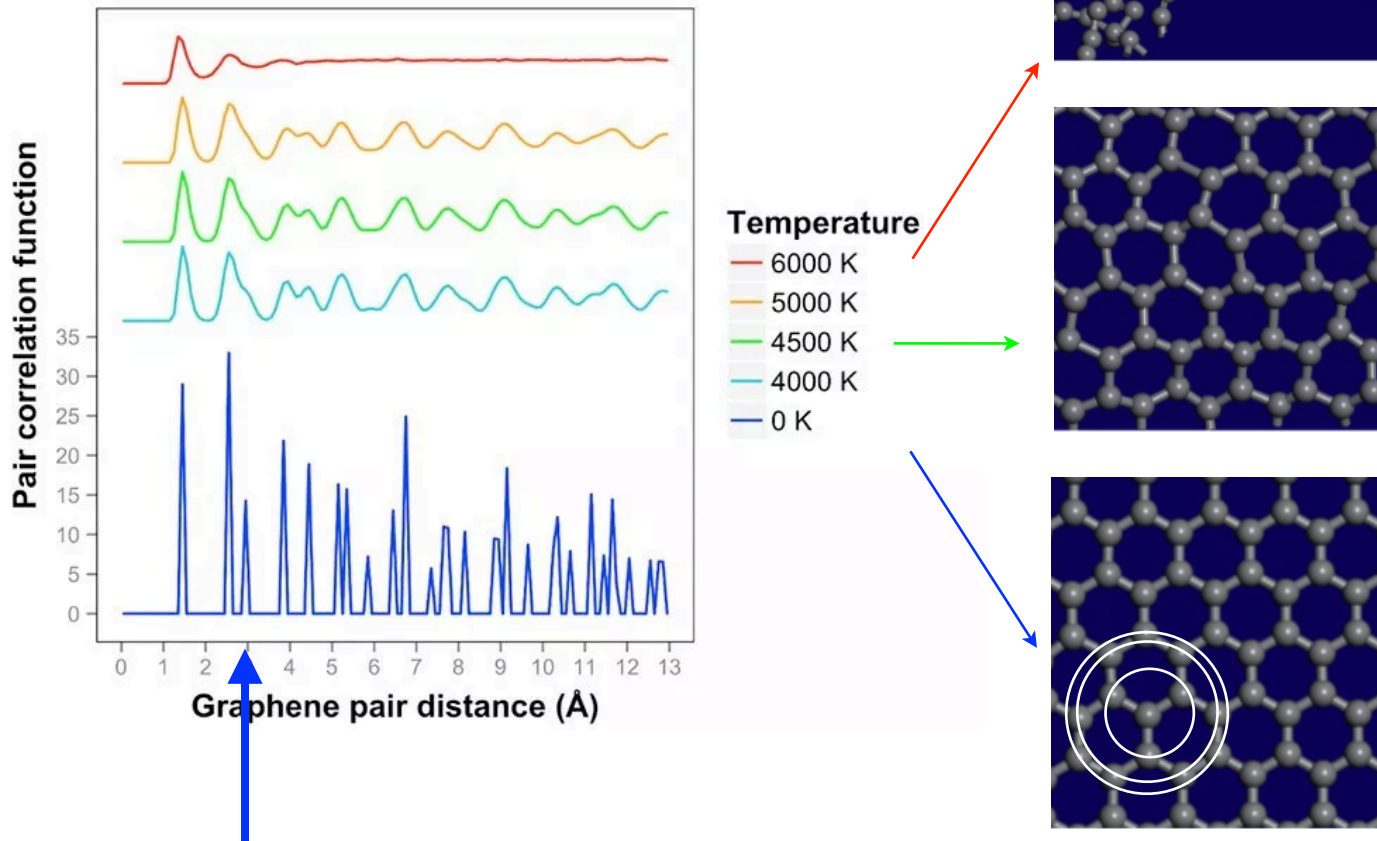 Pair correlation function
35
30
25
20
15
10
5
0
0 1 2 3 4 5 6 7 8 9 10 11 12 13
Graphene pair distance (Å)
Temperature
6000 K
5000 K
4500 K
4000 K
0 K